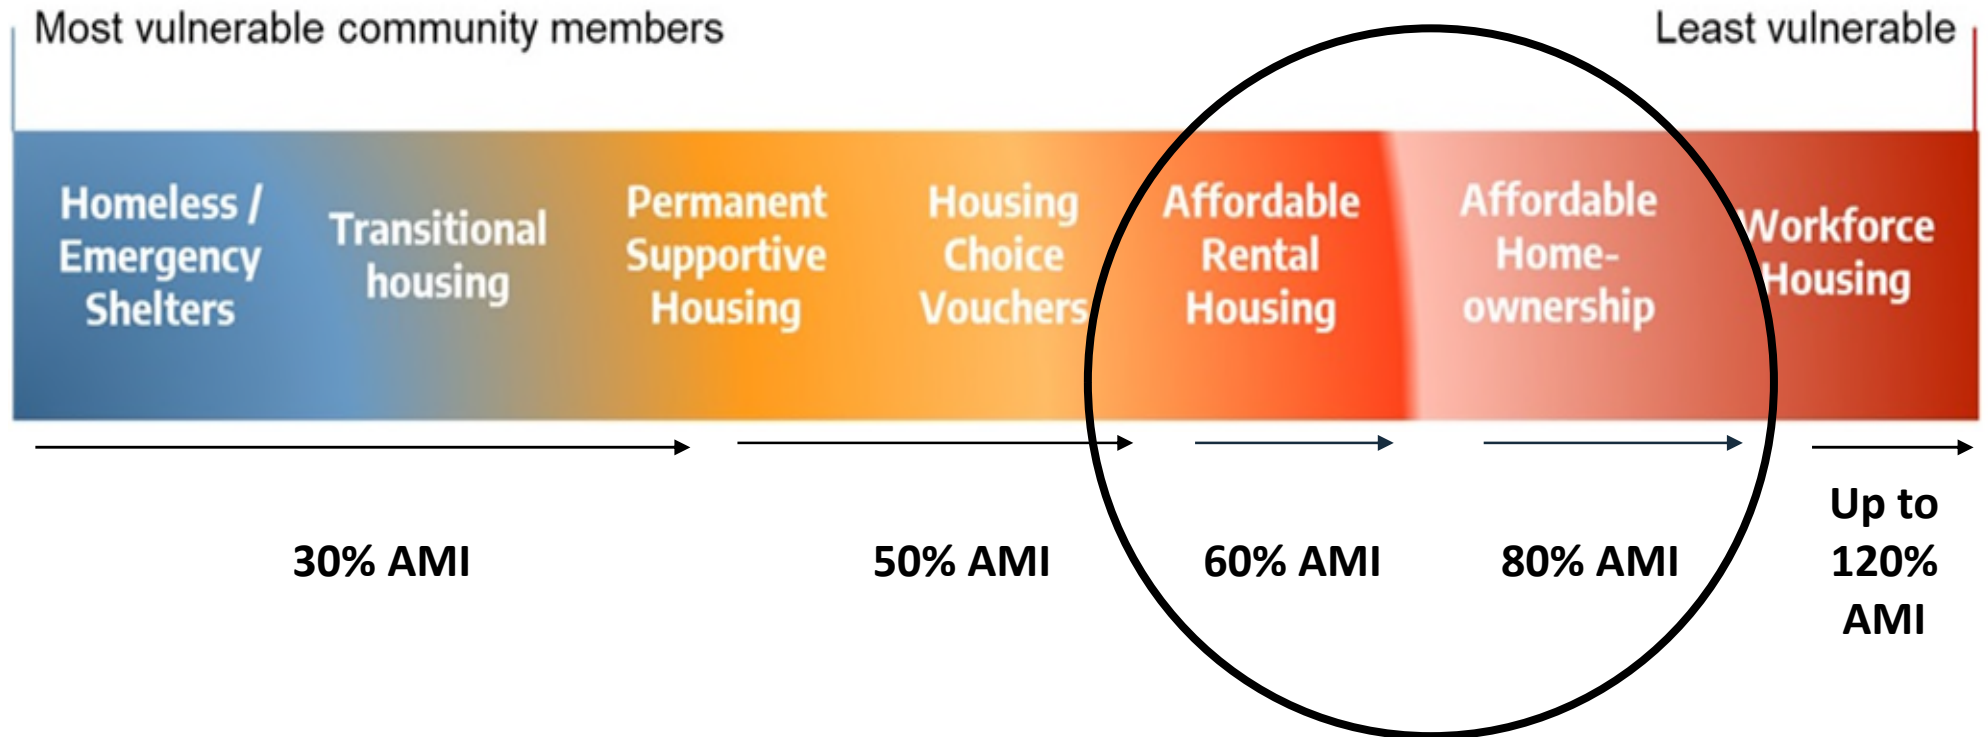 Most vulnerable community members
Least vulnerable
Homeless /
Emergency
Shelters
Transitional
housing
Permanent
Supportive
Housing
Housing
Choice
Vouchers
Affordable
Rental
Housing
Affordable
Home-
ownership
Workforce
Housing
30% AMI
50% AMI
60% AMI
80% AMI
Up to
120%
AMI